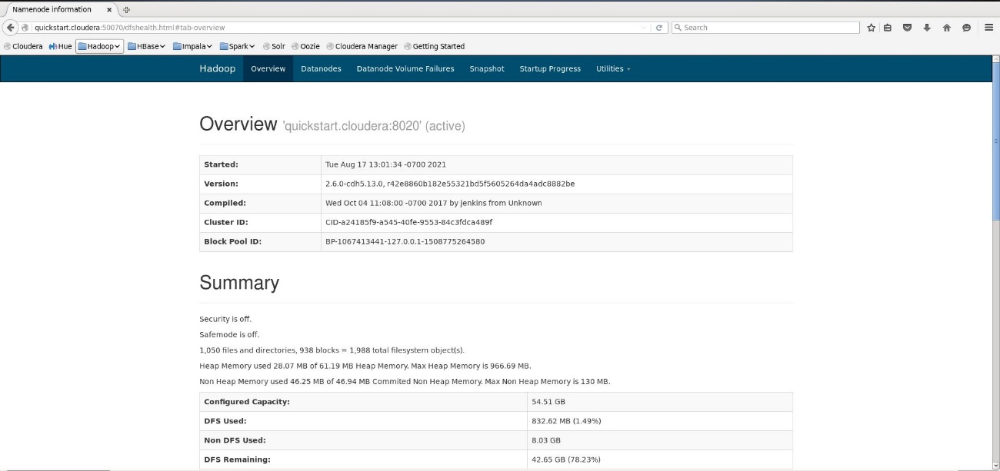 Namenode information
quickstart.cloudera:50070/dfshealth.html#tab-overview Search
Cloudera Hue Hadoop HBase Impala Spark Solr Oozie Cloudera Manager Getting Started
Hadoop Overview Datanodes Datanode Volume Failures Snapshot Startup Progress Utilities
Overview 'quickstart.cloudera:8020' (active)
Started: Tue Aug 17 13:01:34 -0700 2021
Version: 2.6.0-cdh5.13.0, r42e8860b182e55321bd5f5605264da4adc8882be
Compiled: Wed Oct 04 11:08:00 -0700 2017 by jenkins from Unknown
Cluster ID: CID-a24185f9-a545-40fe-9553-84c3fdca489f
Block Pool ID: BP-1067413441-127.0.0.1-1508775264580
Summary
Security is off.
Safemode is off.
1,050 files and directories, 938 blocks = 1,988 total filesystem object(s).
Heap Memory used 28.07 MB of 61.19 MB Heap Memory. Max Heap Memory is 966.69 MB.
Non Heap Memory used 46.25 MB of 46.94 MB Commited Non Heap Memory. Max Non Heap Memory is 130 MB.
Configured Capacity: 54.51 GB
DFS Used: 832.62 MB (1.49%)
Non DFS Used: 8.03 GB
DFS Remaining: 42.65 GB (78.23%)